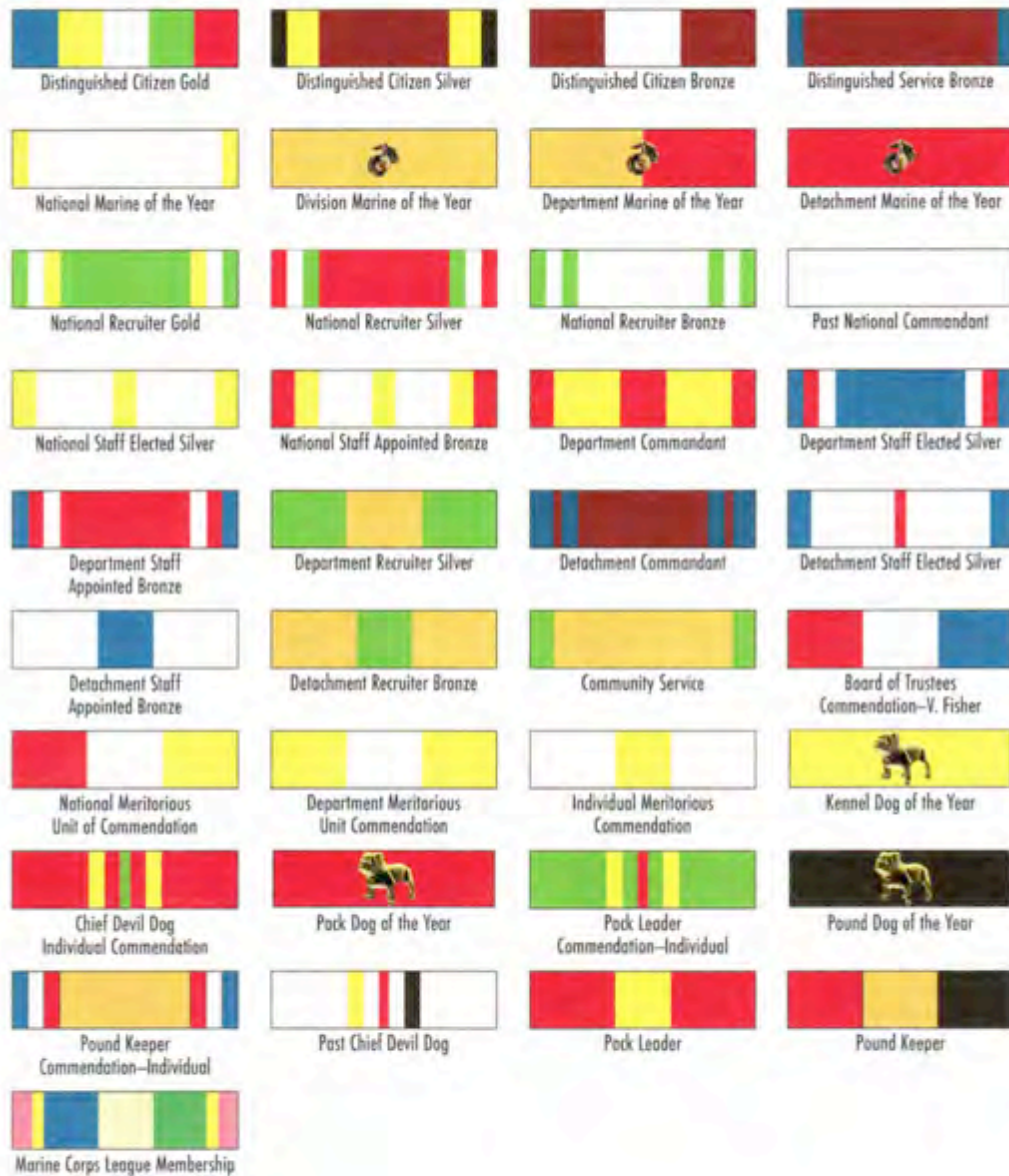 Distinguished Citizen Gold
Distinguished Citizen Silver
Distinguished Citizen Bronze
Distinguished Service Bronze
National Marine of the Year
Division Marine of the Year
Department Marine of the Year
Detachment Marine of the Year
National Recruiter Gold
National Recruiter Silver
National Recruiter Bronze
Past National Commandant
National Staff Elected Silver
National Staff Appointed Bronze
Department Commandant
Department Staff Elected Silver
Department Staff
Appointed Bronze
Department Recruiter Silver
Detachment Commandant
Detachment Staff Elected Silver
Detachment Staff
Appointed Bronze
Detachment Recruiter Bronze
Community Service
Board of Trustees
Commendation–V. Fisher
National Meritorious
Unit of Commendation
Department Meritorious
Unit Commendation
Individual Meritorious
Commendation
Kennel Dog of the Year
Chief Devil Dog
Individual Commendation
Pack Dog of the Year
Pack Leader
Commendation–Individual
Pound Dog of the Year
Pound Keeper
Commendation–Individual
Past Chief Devil Dog
Pack Leader
Pound Keeper
Marine Corps League Membership